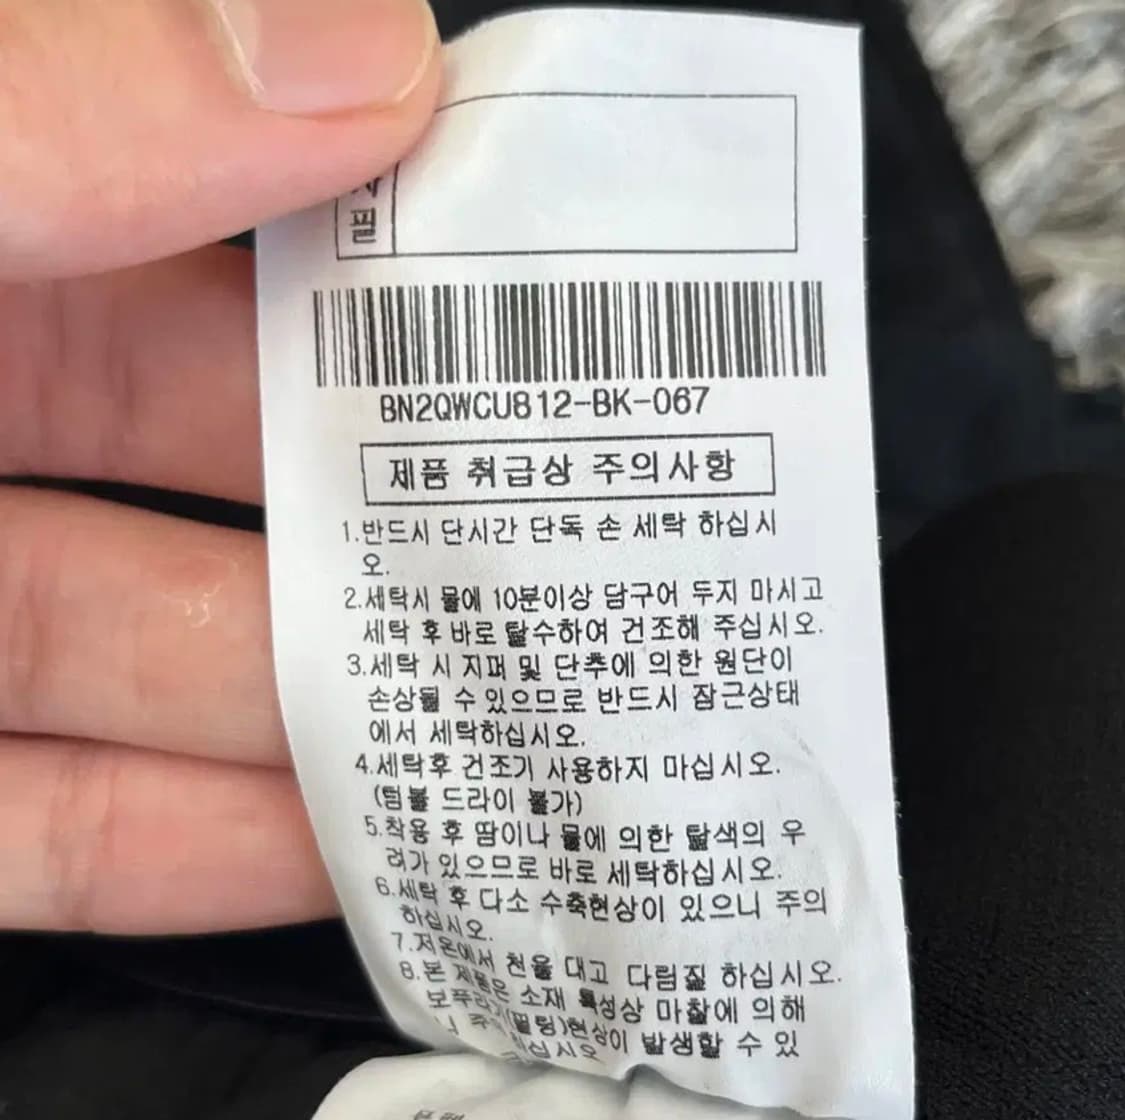 필
BN2QWCU812-BK-067
제품 취급상 주의사항
1.반드시 단시간 단독 손 세탁 하십시
오.
2.세탁시 물에 10분이상 담구어 두지 마시고
세탁 후 바로 탈수하여 건조해 주십시오.
3.세탁 시 지퍼 및 단추에 의한 원단이
손상될 수 있으므로 반드시 잠근상태
에서 세탁하십시오.
4.세탁후 건조기 사용하지 마십시오.
(텀블 드라이 불가)
5.착용 후 땀이나 물에 의한 탈색의 우
려가 있으므로 바로 세탁하십시오.
6.세탁 후 다소 수축현상이 있으니 주의
하십시오.
7.저온에서 천을 대고 다림질 하십시오.
8.본 제품은 소재 특성상 마찰에 의해
보푸라기(필링)현상이 발생할 수 있
니 하십시오